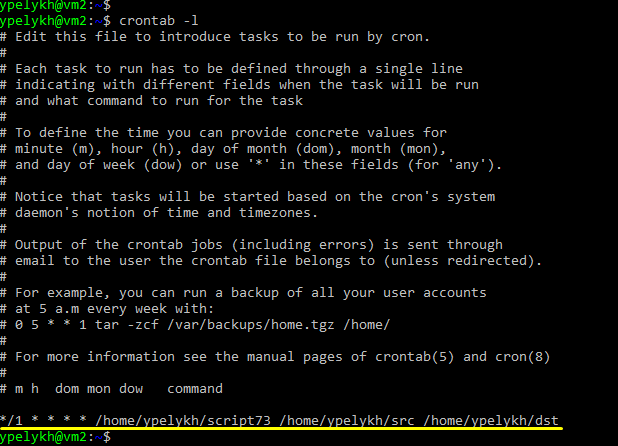 ypelykh@vm2:~$
ypelykh@vm2:~$ crontab -l
# Edit this file to introduce tasks to be run by cron.
#
# Each task to run has to be defined through a single line
# indicating with different fields when the task will be run
# and what command to run for the task
#
# To define the time you can provide concrete values for
# minute (m), hour (h), day of month (dom), month (mon),
# and day of week (dow) or use '*' in these fields (for 'any').
#
# Notice that tasks will be started based on the cron's system
# daemon's notion of time and timezones.
#
# Output of the crontab jobs (including errors) is sent through
# email to the user the crontab file belongs to (unless redirected).
#
# For example, you can run a backup of all your user accounts
# at 5 a.m every week with:
# 0 5 * * 1 tar -zcf /var/backups/home.tgz /home/
#
# For more information see the manual pages of crontab(5) and cron(8)
#
# m h  dom mon dow   command
*/1 * * * * /home/ypelykh/script73 /home/ypelykh/src /home/ypelykh/dst
ypelykh@vm2:~$